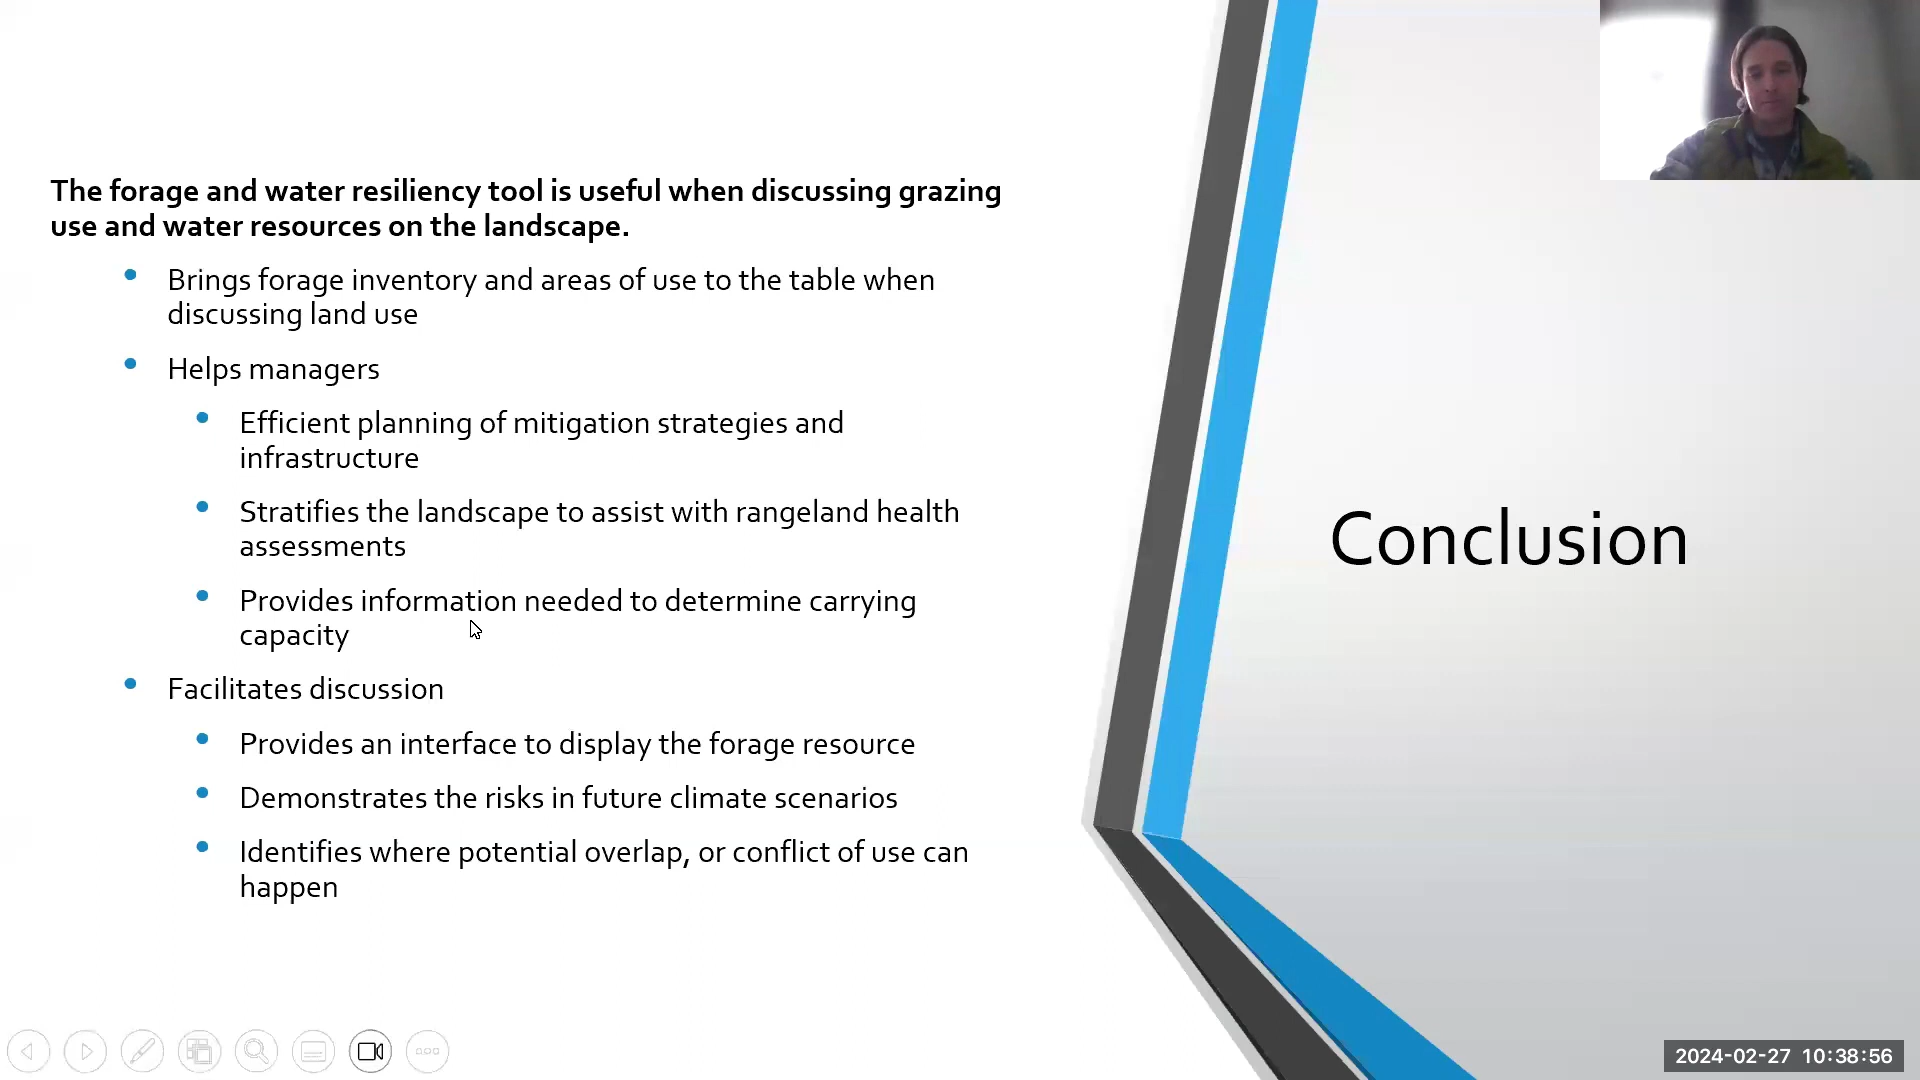 The forage and water resiliency tool is useful when discussing grazing
use and water resources on the landscape.
Brings forage inventory and areas of use to the table when
discussing land use
Helps managers
Efficient planning of mitigation strategies and
infrastructure
Stratifies the landscape to assist with rangeland health
assessments
Provides information needed to determine carrying
capacity
Facilitates discussion
Provides an interface to display the forage resource
Demonstrates the risks in future climate scenarios
Identifies where potential overlap, or conflict of use can
happen
Conclusion
2024-02-27 10:38:56